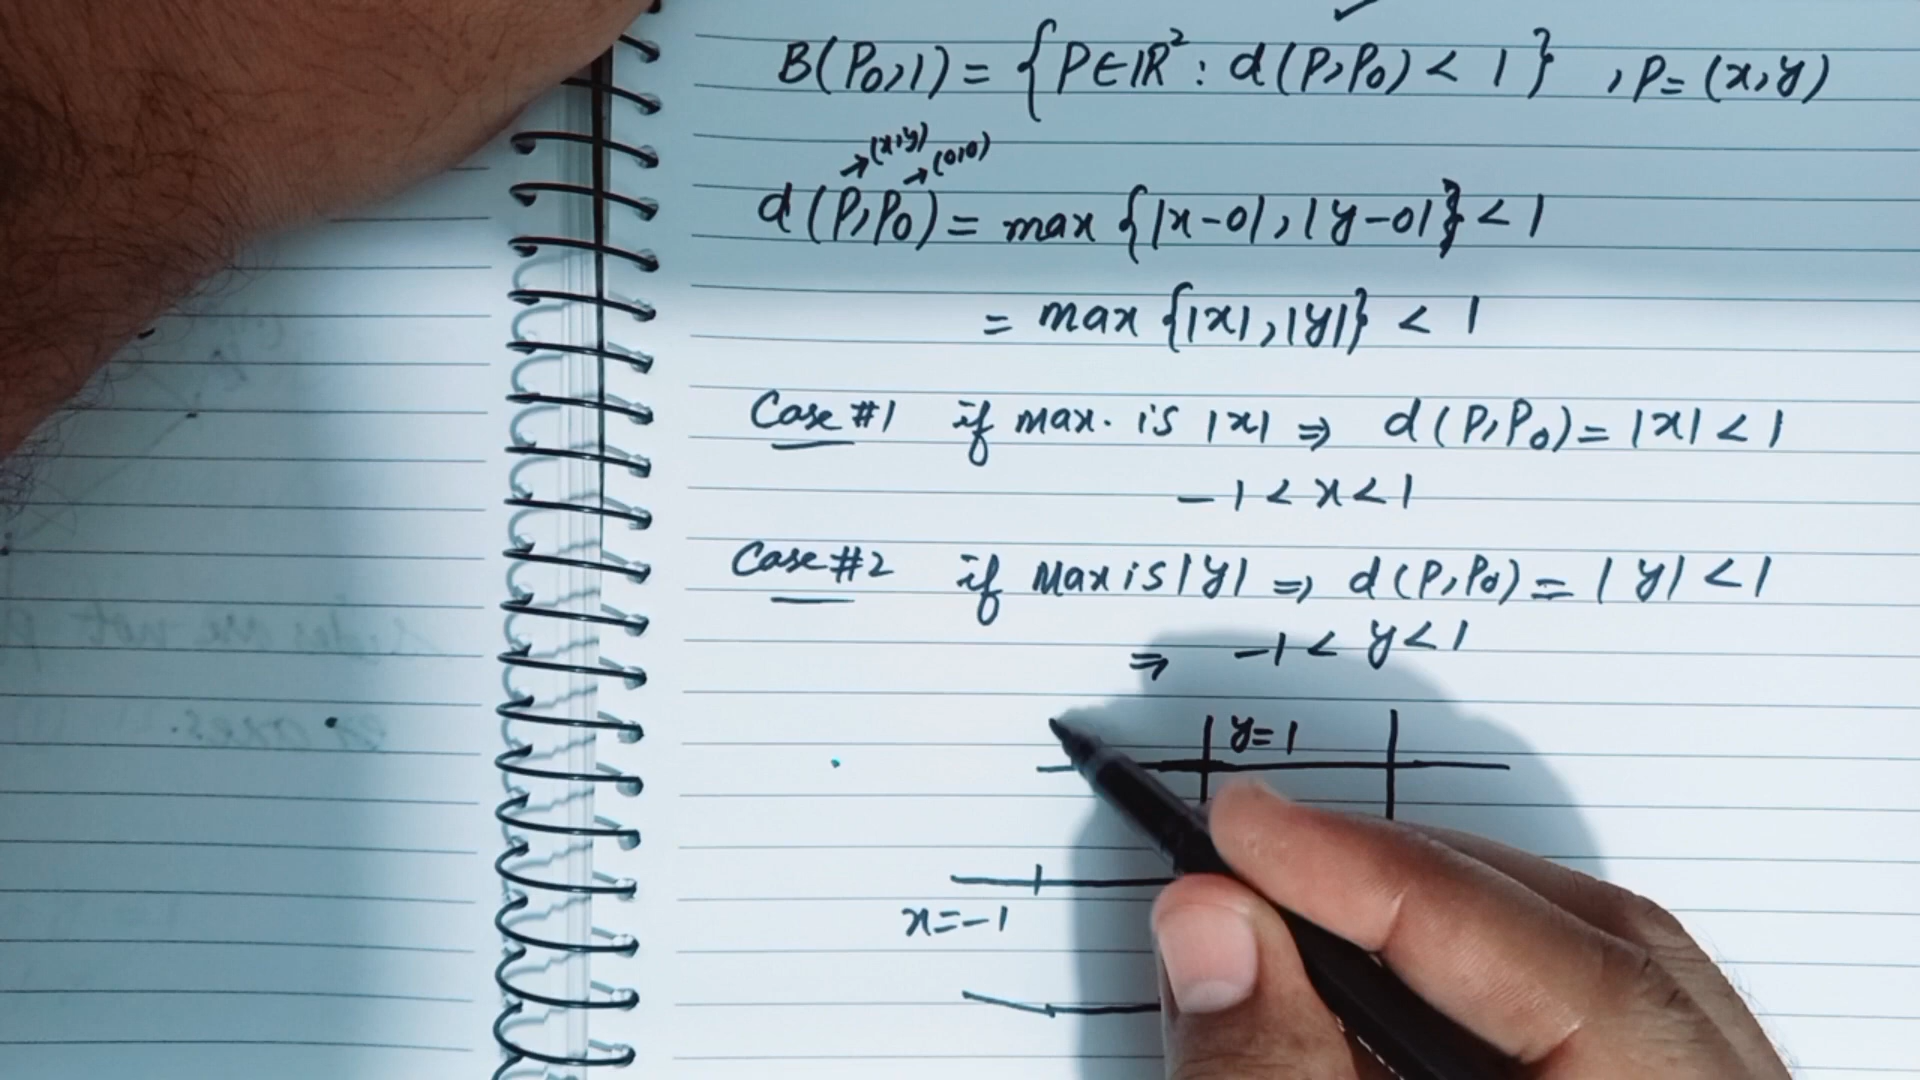 B(P₀,1) = {P∈ℝ² : d(P,P₀) < 1} , P = (x,y)
→(x,y) →(0,0)
d(P,P₀) = max {|x-0|, |y-0|} < 1
= max {|x|, |y|} < 1
Case #1 if max. is |x| ⇒ d(P,P₀) = |x| < 1
-1 < x < 1
Case #2 if Max is |y| ⇒ d(P,P₀) = |y| < 1
⇒ -1 < y < 1
y=1
x=-1